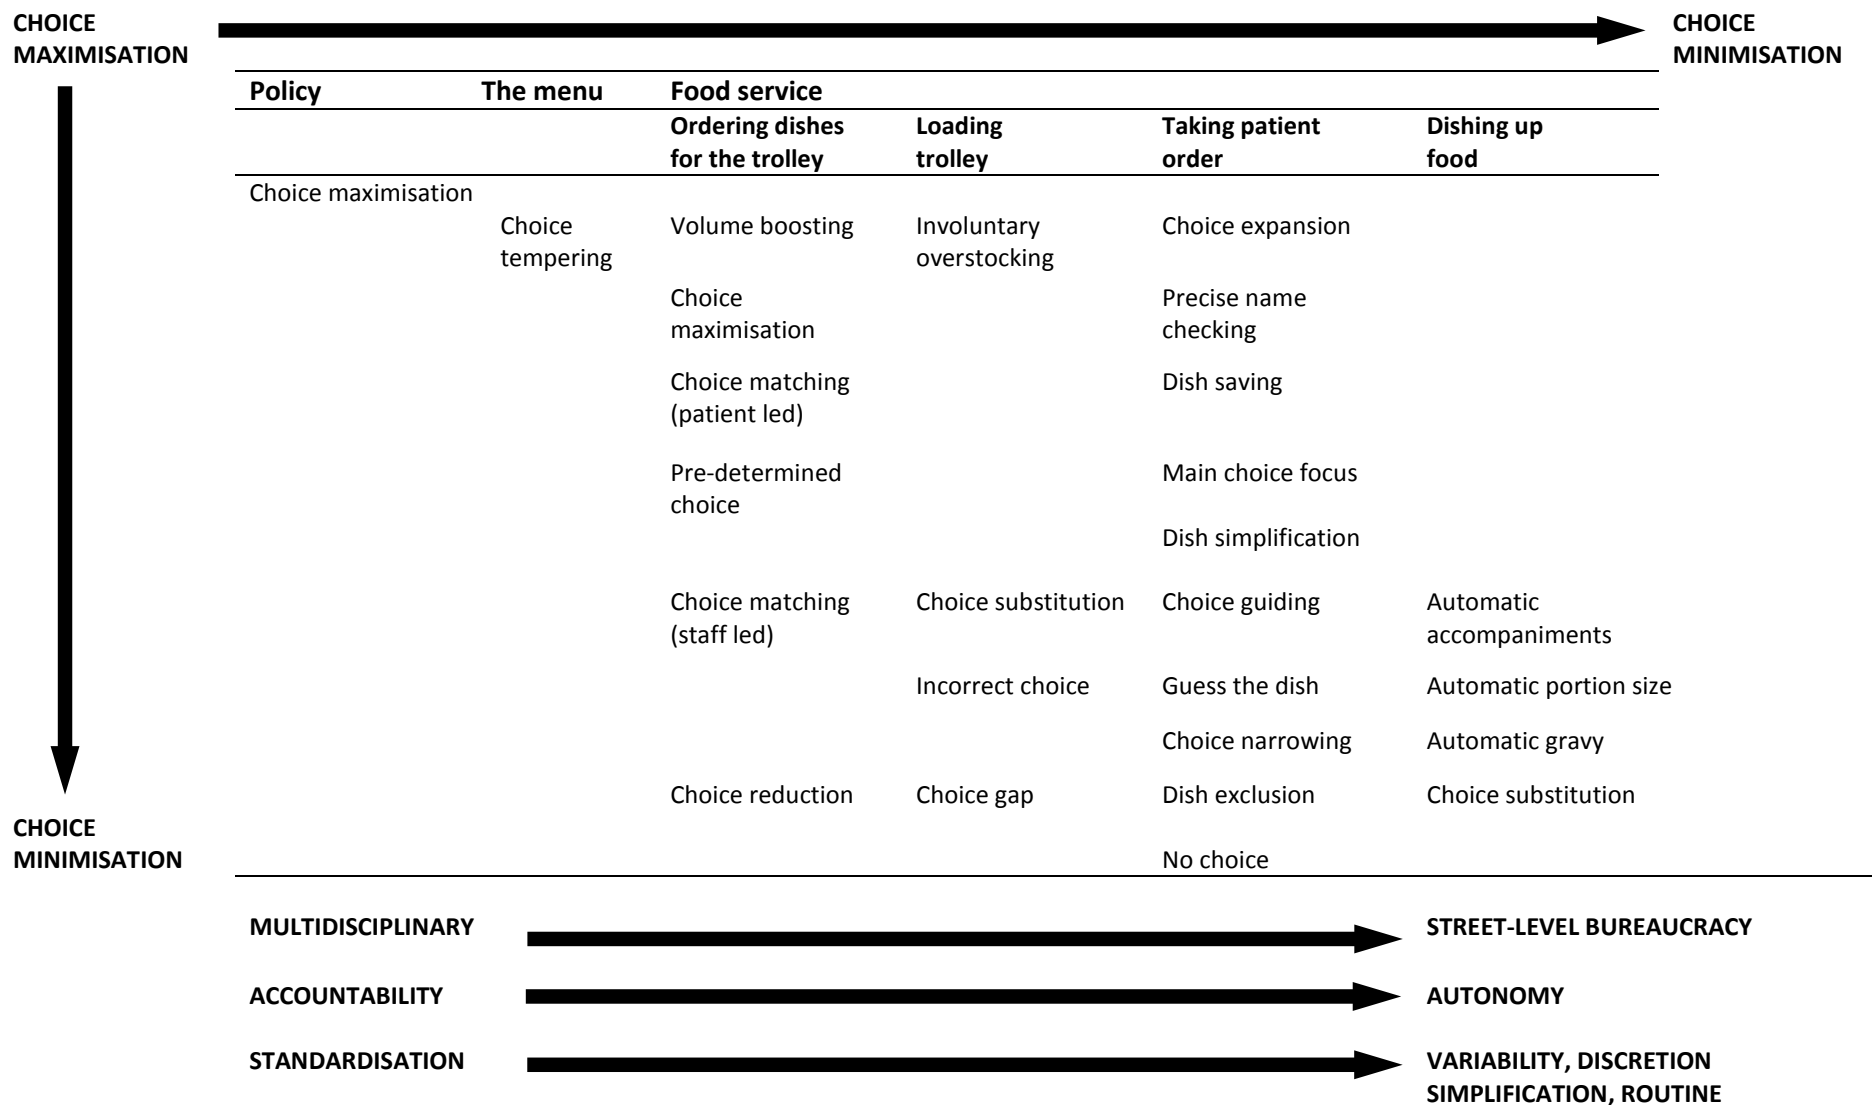 CHOICE MAXIMISATION
CHOICE MINIMISATION
Policy The menu Food service
Ordering dishes for the trolley
Loading trolley
Taking patient order
Dishing up food
Choice maximisation
Choice tempering
Volume boosting
Involuntary overstocking
Choice expansion
Choice maximisation
Precise name checking
Choice matching (patient led)
Dish saving
Pre-determined choice
Main choice focus
Dish simplification
Choice matching (staff led)
Choice substitution
Choice guiding
Automatic accompaniments
Incorrect choice
Guess the dish
Automatic portion size
Choice narrowing
Automatic gravy
Choice reduction
Choice gap
Dish exclusion
Choice substitution
CHOICE MINIMISATION
No choice
MULTIDISCIPLINARY
STREET-LEVEL BUREAUCRACY
ACCOUNTABILITY
AUTONOMY
STANDARDISATION
VARIABILITY, DISCRETION
SIMPLIFICATION, ROUTINE